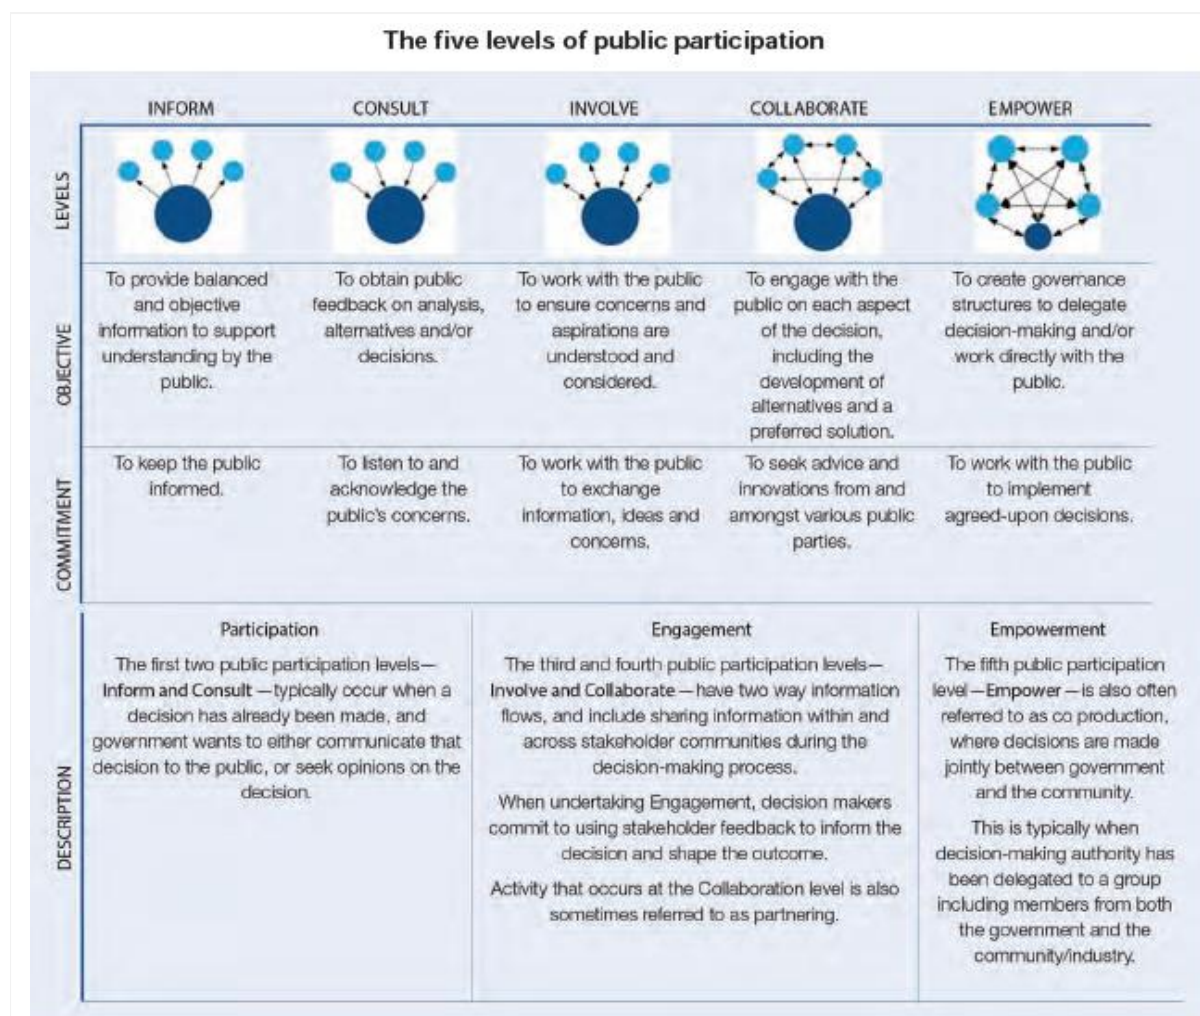 The five levels of public participation
INFORM
CONSULT
INVOLVE
COLLABORATE
EMPOWER
LEVELS
OBJECTIVE
To provide balanced
and objective
information to support
understanding by the
public.
To obtain public
feedback on analysis,
alternatives and/or
decisions.
To work with the public
to ensure concerns and
aspirations are
understood and
considered.
To engage with the
public on each aspect
of the decision,
including the
development of
alternatives and a
preferred solution.
To create governance
structures to delegate
decision-making and/or
work directly with the
public.
COMMITMENT
To keep the public
informed.
To listen to and
acknowledge the
public's concerns.
To work with the public
to exchange
information, ideas and
concerns.
To seek advice and
innovations from and
amongst various public
parties.
To work with the public
to implement
agreed-upon decisions.
DESCRIPTION
Participation
The first two public participation levels—
Inform and Consult —typically occur when a
decision has already been made, and
government wants to either communicate that
decision to the public, or seek opinions on the
decision.
Engagement
The third and fourth public participation levels—
Involve and Collaborate —have two way information
flows, and include sharing information within and
across stakeholder communities during the
decision-making process.
When undertaking Engagement, decision makers
commit to using stakeholder feedback to inform the
decision and shape the outcome.
Activity that occurs at the Collaboration level is also
sometimes referred to as partnering.
Empowerment
The fifth public participation
level—Empower—is also often
referred to as co production,
where decisions are made
jointly between government
and the community.
This is typically when
decision-making authority has
been delegated to a group
including members from both
the government and the
community/industry.